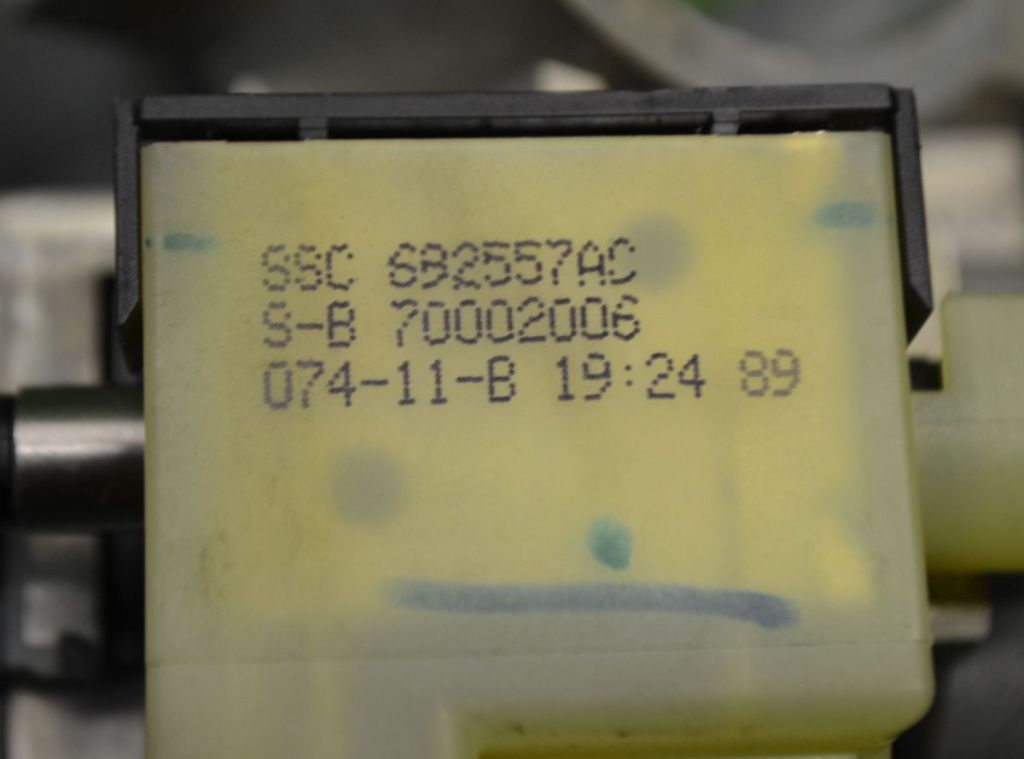 SSC 6B2557AC
S-B 70002006
074-11-B 19:24 89